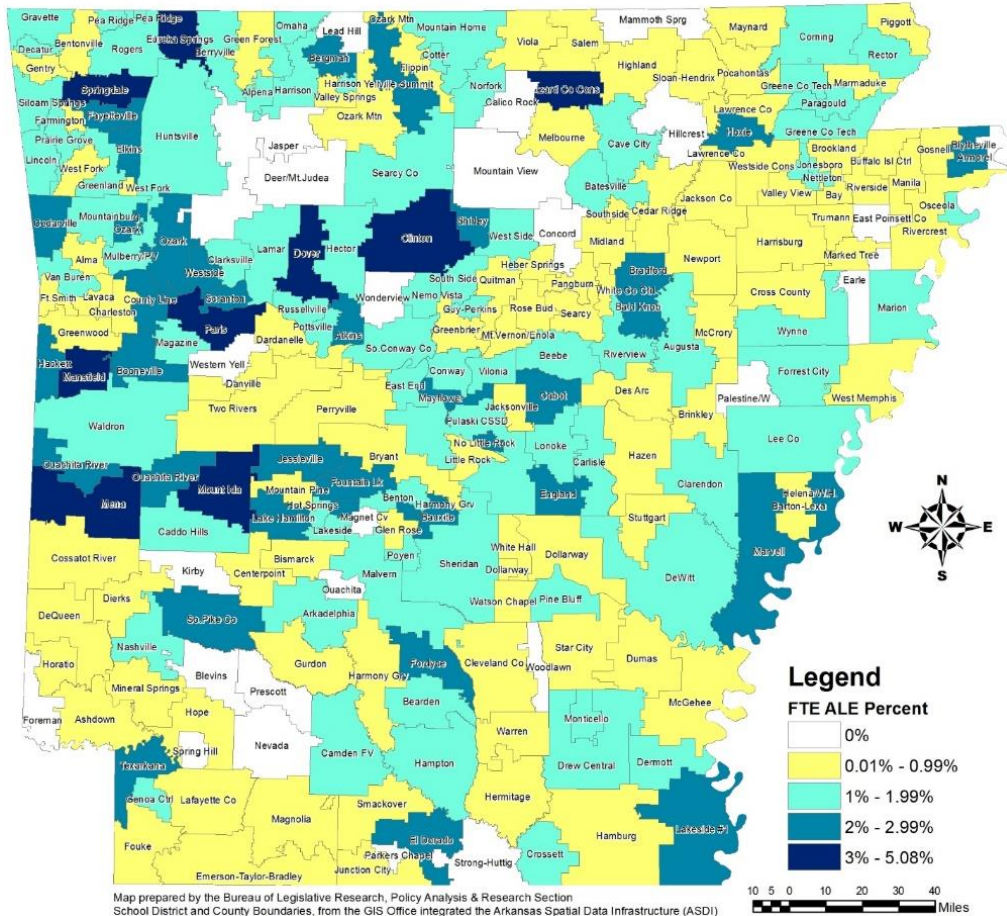 Gravette
Pea Ridge
Pea Ridge
Eureka Springs
Omaha
Lead Hill
Ozark Mtn
Mountain Home
Viola
Salem
Mammoth Sprg
Maynard
Corning
Piggott
Decatur
Bentonville
Rogers
Berryville
Green Forest
Bergman
Flippin
Cotter
Highland
Sloan-Hendrix
Pocahontas
Rector
Gentry
Springdale
Alpena
Harrison
Harrison
Yellville-Summit
Norfork
Calico Rock
Izard Co Cons
Greene Co Tech
Marmaduke
Siloam Springs
Fayetteville
Valley Springs
Lawrence Co
Paragould
Farmington
Huntsville
Ozark Mtn
Melbourne
Hillcrest
Hoxie
Greene Co Tech
Prairie Grove
Elkins
Jasper
Cave City
Lawrence Co
Brookland
Gosnell
Blytheville
Armorel
Lincoln
West Fork
Deer/Mt.Judea
Searcy Co
Mountain View
Batesville
Westside Cons
Jonesboro
Nettleton
Buffalo Isl Ctrl
Greenland
West Fork
Jackson Co
Valley View
Bay
Riverside
Manila
Osceola
Cedarville
Mountainburg
Ozark
Ozark
Clinton
Shirley
Concord
Southside
Cedar Ridge
Trumann
East Poinsett Co
Rivercrest
Mulberry/PV
Clarksville
Lamar
Dover
Hector
West Side
Midland
Newport
Harrisburg
Marked Tree
Alma
Westside
Heber Springs
Bradford
Van Buren
South Side
Quitman
Pangburn
Earle
Ft Smith
Lavaca
County Line
Scranton
Russellville
Wonderview
Nemo Vista
White Co Ctrl
Cross County
Marion
Charleston
Paris
Pottsville
Atkins
Guy-Perkins
Rose Bud
Searcy
Bald Knob
Greenwood
Dardanelle
Greenbrier
Mt.Vernon/Enola
McCrory
Wynne
Hackett
Magazine
So.Conway Co
Beebe
Riverview
Augusta
Mansfield
Booneville
Western Yell
Danville
Conway
Vilonia
Forrest City
East End
Mayflower
Cabot
Des Arc
Palestine/W
West Memphis
Two Rivers
Perryville
Jacksonville
Brinkley
Waldron
Pulaski CSSD
Lee Co
No Little Rock
Lonoke
Ouachita River
Jessieville
Bryant
Little Rock
Carlisle
Hazen
Ouachita River
Fountain Lk
Clarendon
Mena
Mount Ida
Mountain Pine
Benton
Harmony Grv
England
Helena/W.H.
Hot Springs
Bauxite
Barton-Lexa
Lake Hamilton
Magnet Cv
Stuttgart
Caddo Hills
Lakeside
Glen Rose
Marvell
Cossatot River
Bismarck
Poyen
White Hall
Dollarway
Kirby
Centerpoint
Malvern
Sheridan
Dollarway
DeWitt
Ouachita
Dierks
Watson Chapel
Pine Bluff
DeQueen
So.Pike Co
Arkadelphia
Nashville
Fordyce
Star City
Horatio
Blevins
Gurdon
Cleveland Co
Woodlawn
Dumas
Mineral Springs
Prescott
Harmony Grv
Bearden
Hope
McGehee
Foreman
Ashdown
Warren
Monticello
Spring Hill
Nevada
Camden FV
Texarkana
Hampton
Drew Central
Dermott
Genoa Ctrl
Lafayette Co
Smackover
Hermitage
Magnolia
Hamburg
Lakeside #1
Fouke
El Dorado
Parkers Chapel
Crossett
Emerson-Taylor-Bradley
Junction City
Strong-Huttig
N
W
E
S
Legend
FTE ALE Percent
0%
0.01% - 0.99%
1% - 1.99%
2% - 2.99%
3% - 5.08%
10 5 0 10 20 30 40
Miles
Map prepared by the Bureau of Legislative Research, Policy Analysis & Research Section
School District and County Boundaries, from the GIS Office integrated the Arkansas Spatial Data Infrastructure (ASDI)